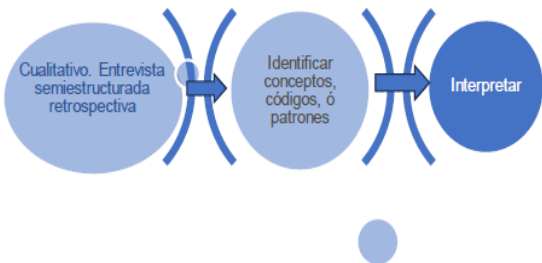 Cualitativo. Entrevista
semiestructurada
retrospectiva
Identificar
conceptos,
códigos, ó
patrones
Interpretar